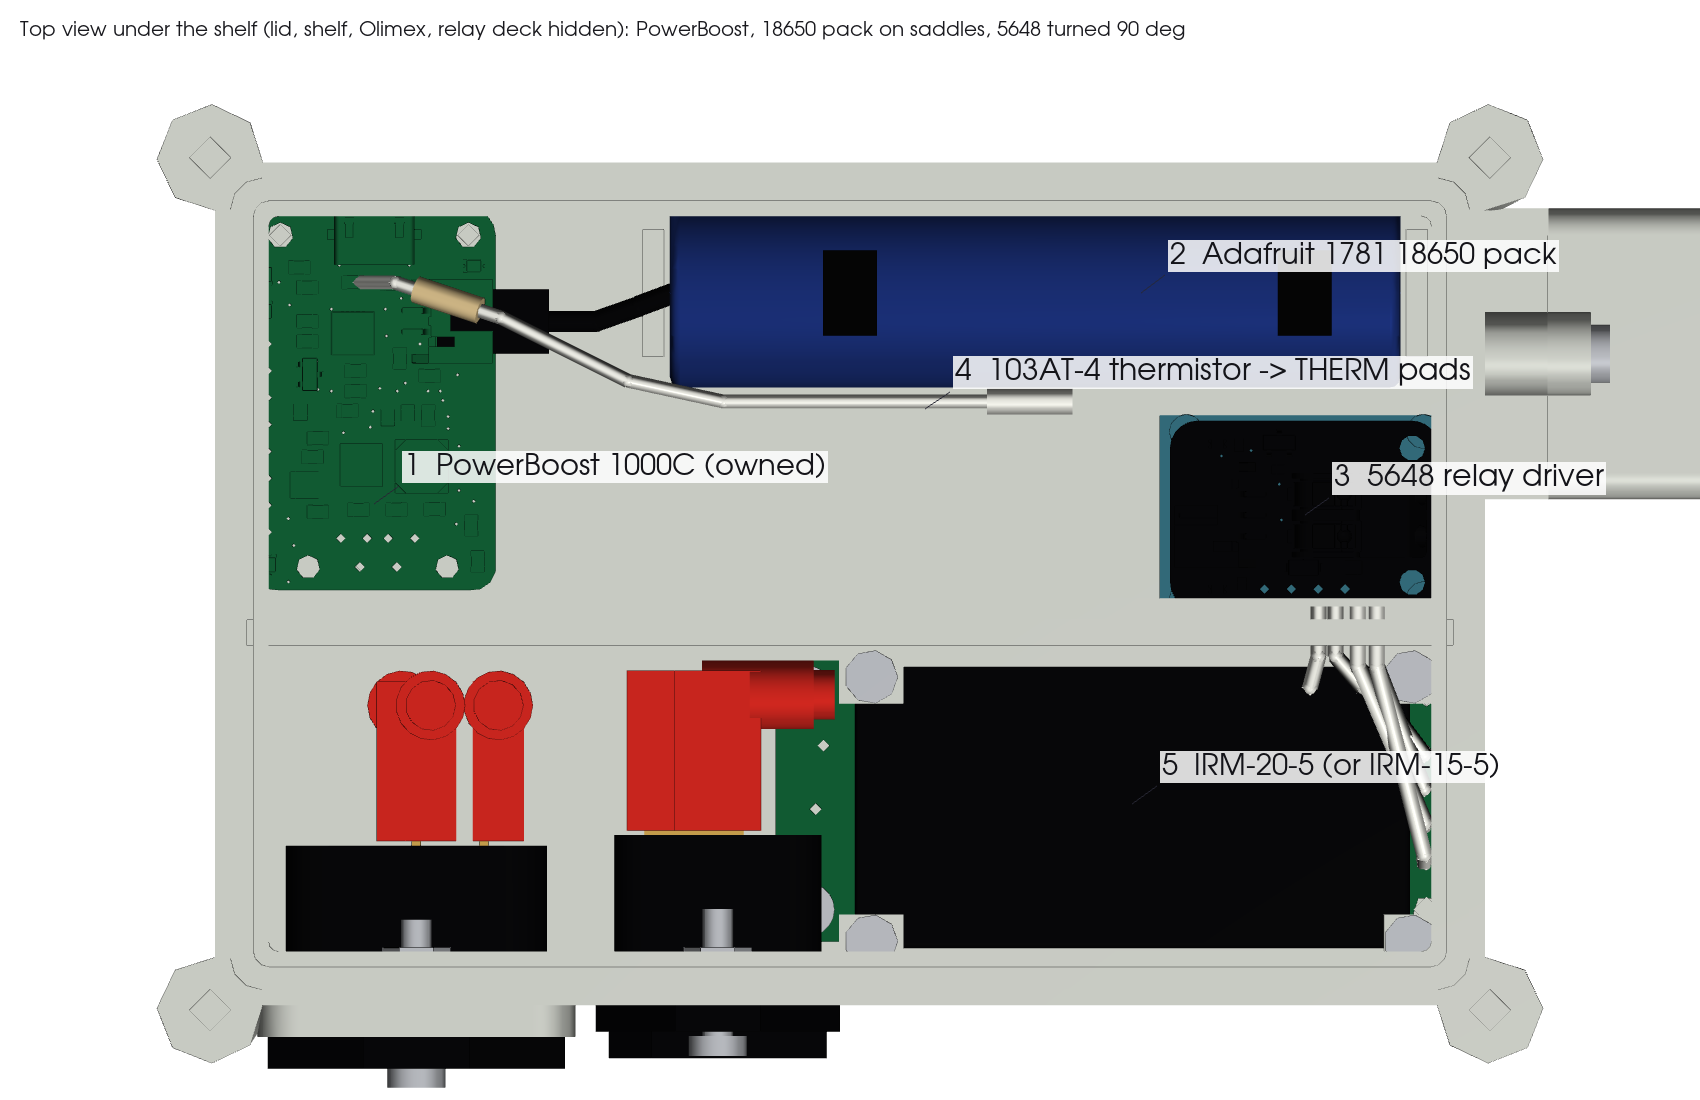 Top view under the shelf (lid, shelf, Olimex, relay deck hidden): PowerBoost, 18650 pack on saddles, 5648 turned 90 deg
2 Adafruit 1781 18650 pack
4 103AT-4 thermistor -> THERM pads
1 PowerBoost 1000C (owned)
3 5648 relay driver
5 IRM-20-5 (or IRM-15-5)